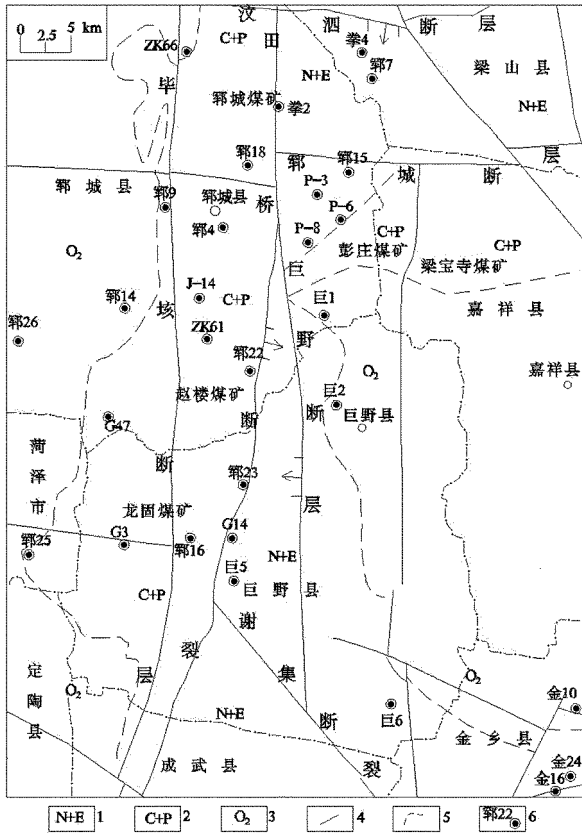 0 2.5 5 km
汶 泗 断 层
ZK66
C+P
田
拳4
郓7
梁山县
毕
N+E
N+E
郓城煤矿
拳2
层
郓18
郓
郓15
城 断
P-3
郓城县
郓9
郓城县
桥
P-6
郓4
P-8
C+P
C+P
彭庄煤矿
梁宝寺煤矿
O₂
巨
J-14
C+P
郓14
垓
巨1
嘉祥县
郓26
ZK61
野
郓22
O₂
嘉祥县
赵楼煤矿
巨2
断
断
巨野县
G47
菏泽市
断
郓23
龙固煤矿
层
G3
G14
郓25
郓16
N+E
巨5
巨野县
C+P
谢
裂
集
层
定陶县
O₂
O₂
N+E
断
巨6
金10
金乡县
成武县
裂
金24
金16
N+E 1 C+P 2 O₂ 3 4 5 郓22 6